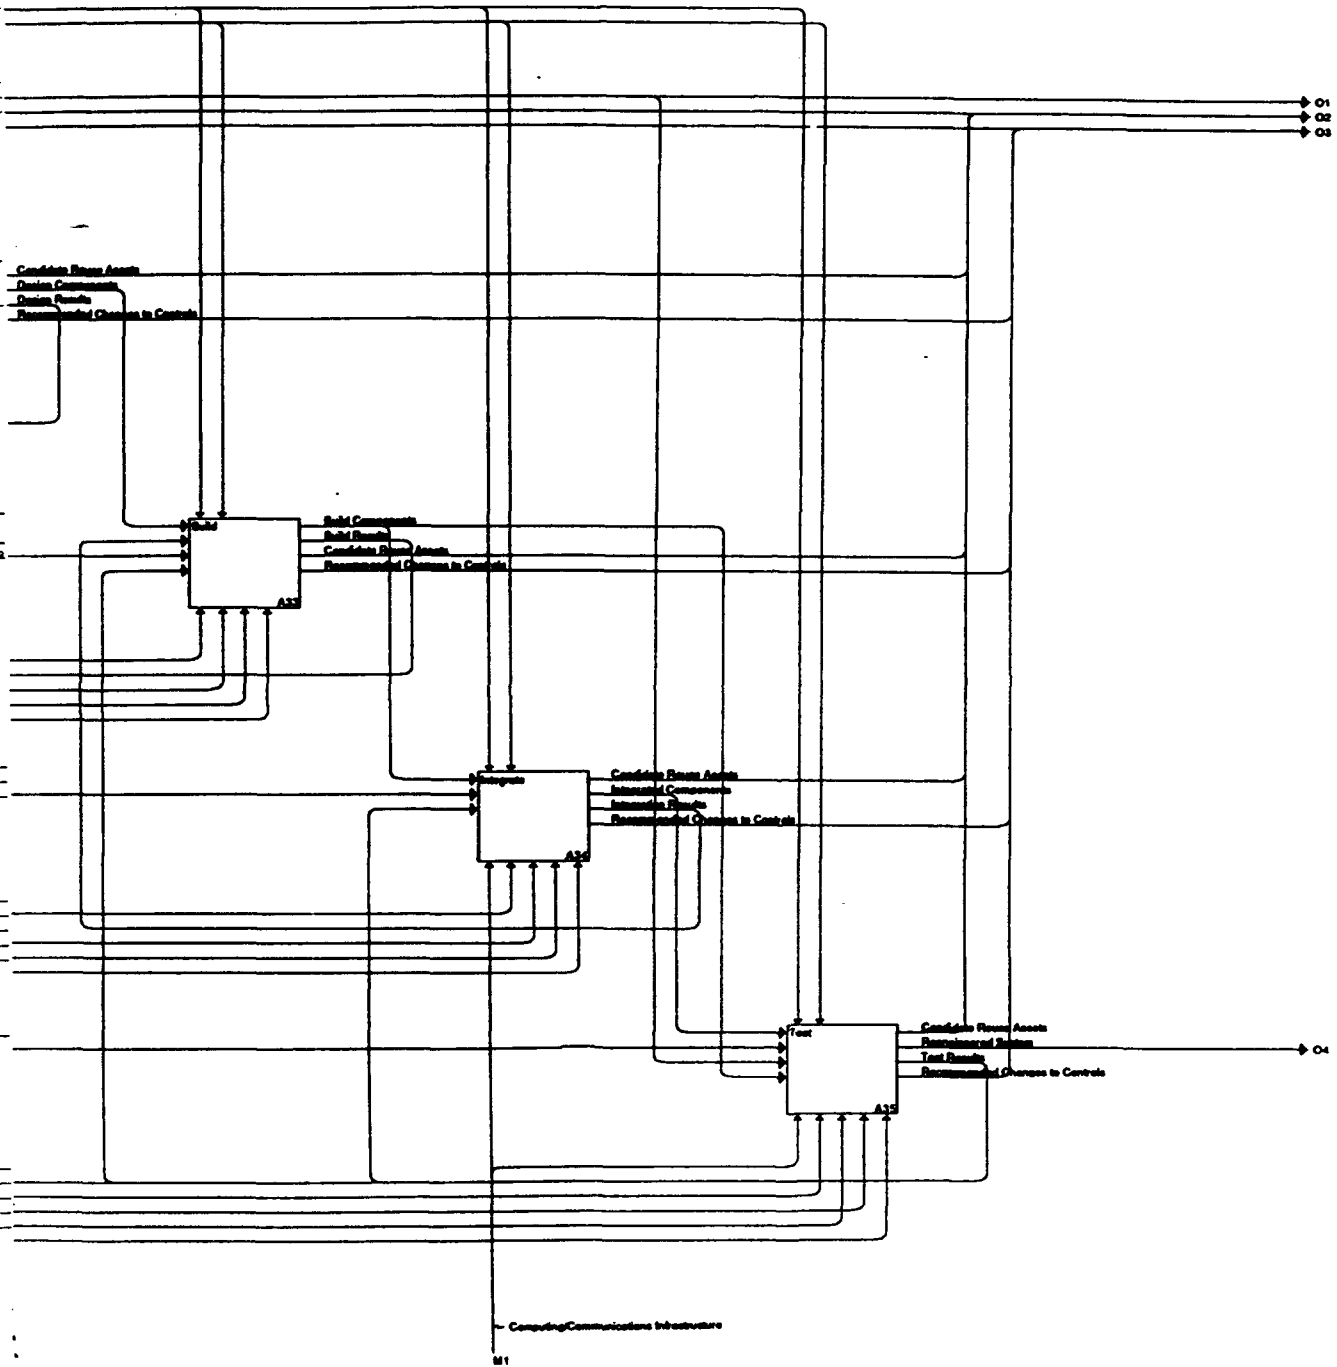 O1
O2
O3
Candidate Reuse Assets
Design Components
Design Results
Recommended Changes to Controls
Build
A33
Build Components
Build Results
Candidate Reuse Assets
Recommended Changes to Controls
Integrate
A34
Candidate Reuse Assets
Integrated Components
Integration Results
Recommended Changes to Controls
Test
A35
Candidate Reuse Assets
Reengineered System
Test Results
Recommended Changes to Controls
O4
Computing/Communications Infrastructure
M1